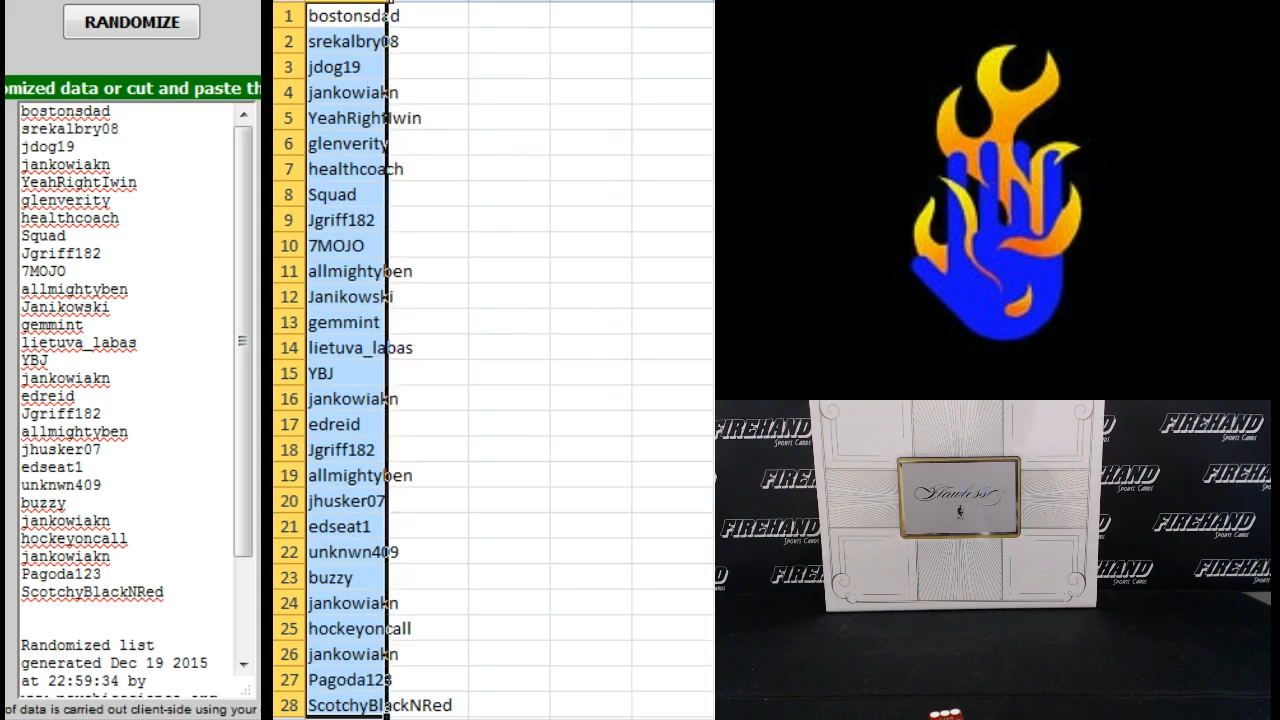 RANDOMIZE
omized data or cut and paste th
bostonsdad
srekalbry08
jdog19
jankowiakn
YeahRightIwin
glenverity
healthcoach
Squad
Jgriff182
7MOJO
allmightyben
Janikowski
gemmint
lietuva_labas
YBJ
jankowiakn
edreid
Jgriff182
allmightyben
jhusker07
edseat1
unknwn409
buzzy
jankowiakn
hockeyoncall
jankowiakn
Pagoda123
ScotchyBlackNRed
Randomized list
generated Dec 19 2015
at 22:59:34 by
of data is carried out client-side using your
1 bostonsdad
2 srekalbry08
3 jdog19
4 jankowiakn
5 YeahRightIwin
6 glenverity
7 healthcoach
8 Squad
9 Jgriff182
10 7MOJO
11 allmightyben
12 Janikowski
13 gemmint
14 lietuva_labas
15 YBJ
16 jankowiakn
17 edreid
18 Jgriff182
19 allmightyben
20 jhusker07
21 edseat1
22 unknwn409
23 buzzy
24 jankowiakn
25 hockeyoncall
26 jankowiakn
27 Pagoda123
28 ScotchyBlackNRed
FIREHAND
SPORTS CARDS
Flawless